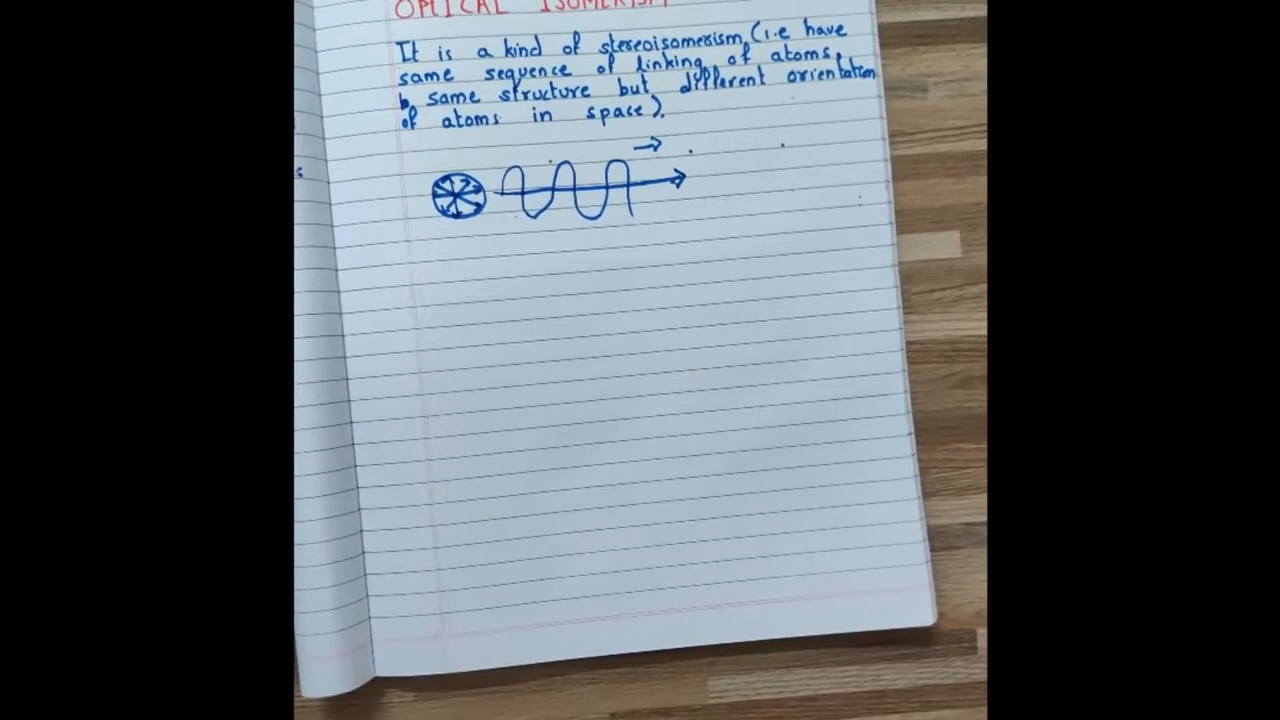 OPTICAL ISOMERISM
It is a kind of stereoisomerism (i.e have
same sequence of linking of atoms,
same structure but different orientation
of atoms in space).
s